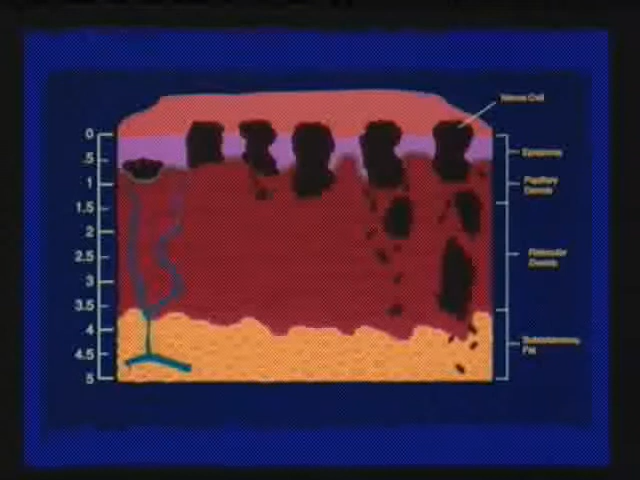 0
.5
1
1.5
2
2.5
3
3.5
4
4.5
5
Cell
Epidermis
Papillary
Dermis
Reticular
Dermis
Subcutaneous
Fat